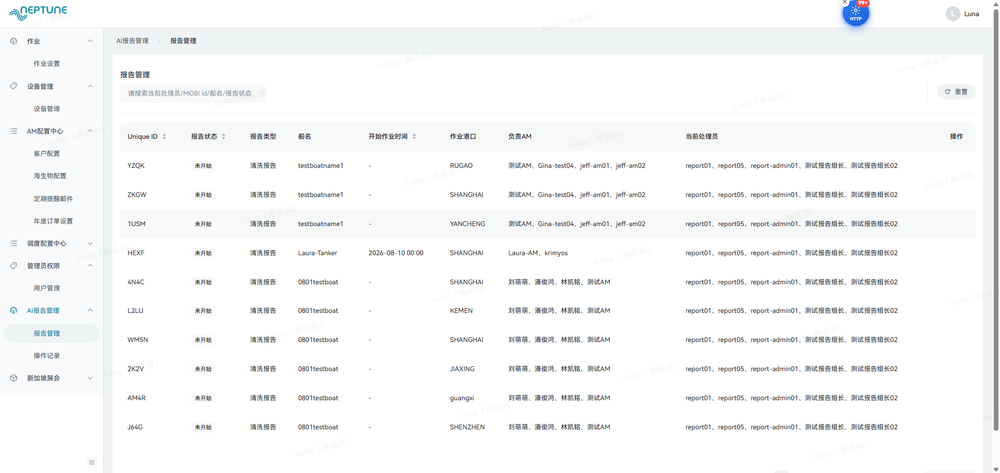 NEPTUNE
99+
HTTP
L
Luna
作业
作业设置
设备管理
设备管理
AM配置中心
客户配置
海生物配置
定期提醒邮件
年度订单设置
调度配置中心
管理员权限
用户管理
AI报告管理
报告管理
操作记录
新加坡展会
AI报告管理 / 报告管理
报告管理
请搜索当前处理员/MOBI id/船名/报告状态
重置
Unique ID 报告状态 报告类型 船名 开始作业时间 作业港口 负责AM 当前处理员 操作
YZQK 未开始 清洗报告 testboatname1 - RUGAO 测试AM、Gina-test04、jeff-am01、jeff-am02 report01、report05、report-admin01、测试报告组长、测试报告组长02
ZKGW 未开始 清洗报告 testboatname1 - SHANGHAI 测试AM、Gina-test04、jeff-am01、jeff-am02 report01、report05、report-admin01、测试报告组长、测试报告组长02
1USM 未开始 清洗报告 testboatname1 - YANCHENG 测试AM、Gina-test04、jeff-am01、jeff-am02 report01、report05、report-admin01、测试报告组长、测试报告组长02
HEXF 未开始 清洗报告 Laura-Tanker 2026-08-10 00:00 SHANGHAI Laura-AM、krimyos report01、report05、report-admin01、测试报告组长、测试报告组长02
4N4C 未开始 清洗报告 0801testboat - SHANGHAI 刘萌萌、潘俊鸿、林凯铭、测试AM report01、report05、report-admin01、测试报告组长、测试报告组长02
L2LU 未开始 清洗报告 0801testboat - KEMEN 刘萌萌、潘俊鸿、林凯铭、测试AM report01、report05、report-admin01、测试报告组长、测试报告组长02
WM5N 未开始 清洗报告 0801testboat - SHANGHAI 刘萌萌、潘俊鸿、林凯铭、测试AM report01、report05、report-admin01、测试报告组长、测试报告组长02
2K2V 未开始 清洗报告 0801testboat - JIAXING 刘萌萌、潘俊鸿、林凯铭、测试AM report01、report05、report-admin01、测试报告组长、测试报告组长02
AM4R 未开始 清洗报告 0801testboat - guangxi 刘萌萌、潘俊鸿、林凯铭、测试AM report01、report05、report-admin01、测试报告组长、测试报告组长02
J64G 未开始 清洗报告 0801testboat - SHENZHEN 刘萌萌、潘俊鸿、林凯铭、测试AM report01、report05、report-admin01、测试报告组长、测试报告组长02